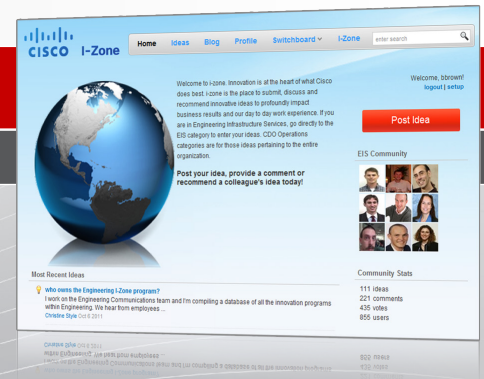 CISCO I-Zone
Home Ideas Blog Profile Switchboard I-Zone enter search
Welcome, bbrown!
logout | setup
Welcome to i-zone. Innovation is at the heart of what Cisco
does best. i-zone is the place to submit, discuss and
recommend innovative ideas to profoundly impact
business results and our day to day work experience. If you
are in Engineering Infrastructure Services, go directly to the
EIS category to enter your ideas. CDO Operations
categories are for those ideas pertaining to the entire
organization.
Post your idea, provide a comment or
recommend a colleague's idea today!
Post Idea
EIS Community
Most Recent Ideas
who owns the Engineering I-Zone program?
I work on the Engineering Communications team and I'm compiling a database of all the innovation programs
within Engineering. We hear from employees ...
Christine Style Oct 6 2011
Community Stats
111 ideas
221 comments
435 votes
855 users